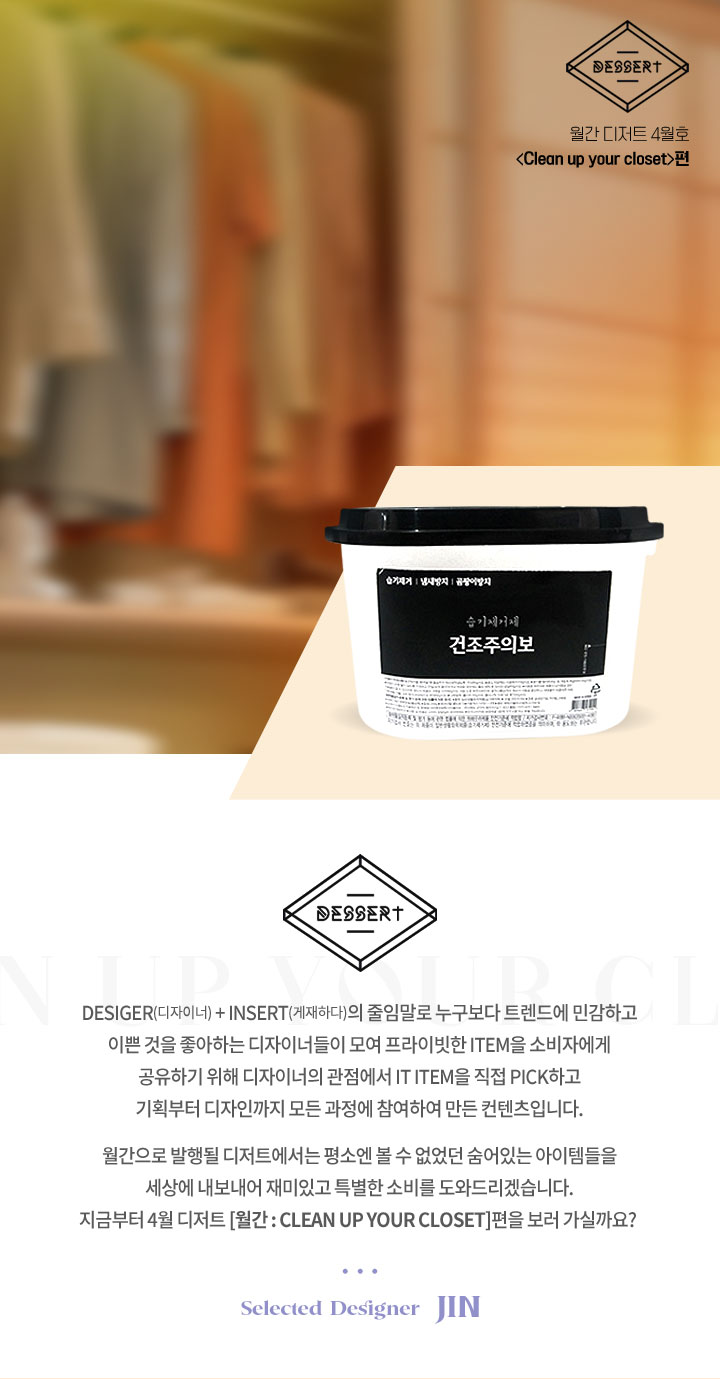 DESSERT
월간 디저트 4월호
<Clean up your closet>편
습기제거 | 냄새방지 | 곰팡이방지
습기제거제
건조주의보
DESSERT
N UP YOUR CL
DESIGER(디자이너) + INSERT(게재하다)의 줄임말로 누구보다 트렌드에 민감하고
이쁜 것을 좋아하는 디자이너들이 모여 프라이빗한 ITEM을 소비자에게
공유하기 위해 디자이너의 관점에서 IT ITEM을 직접 PICK하고
기획부터 디자인까지 모든 과정에 참여하여 만든 컨텐츠입니다.
월간으로 발행될 디저트에서는 평소엔 볼 수 없었던 숨어있는 아이템들을
세상에 내보내어 재미있고 특별한 소비를 도와드리겠습니다.
지금부터 4월 디저트 [월간 : CLEAN UP YOUR CLOSET]편을 보러 가실까요?
Selected Designer JIN